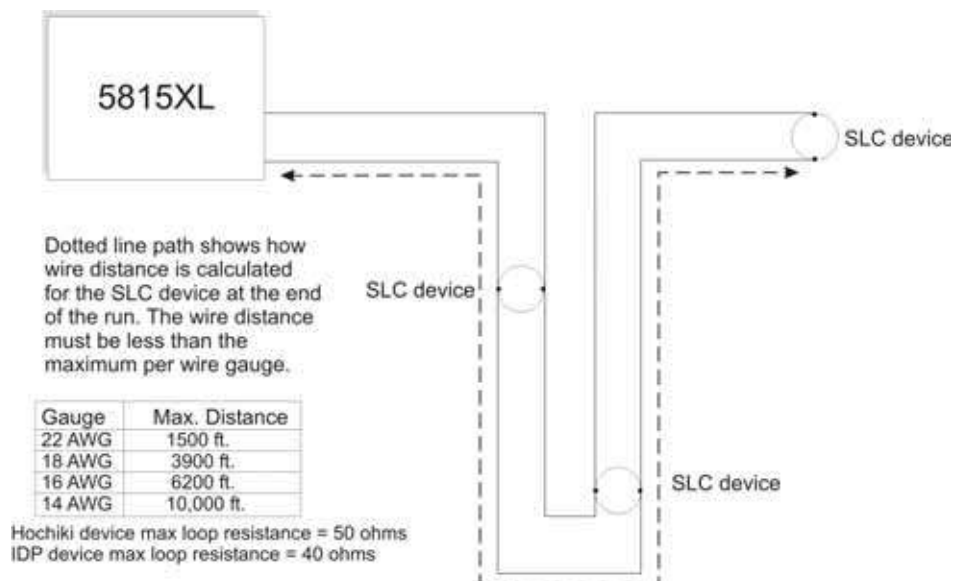 5815XL
SLC device
Dotted line path shows how
wire distance is calculated
for the SLC device at the end
of the run. The wire distance
must be less than the
maximum per wire gauge.
SLC device
Gauge Max. Distance
22 AWG 1500 ft.
18 AWG 3900 ft.
16 AWG 6200 ft.
14 AWG 10,000 ft.
SLC device
Hochiki device max loop resistance = 50 ohms
IDP device max loop resistance = 40 ohms